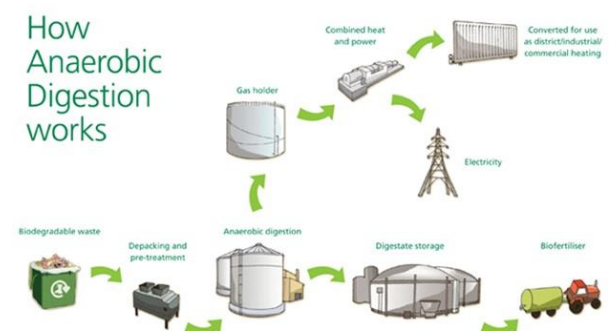 How
Anaerobic
Digestion
works
Combined heat
and power
Converted for use
as district/industrial/
commercial heating
Gas holder
Electricity
Biodegradable waste
Depacking and
pre-treatment
Anaerobic digestion
Digestate storage
Biofertiliser